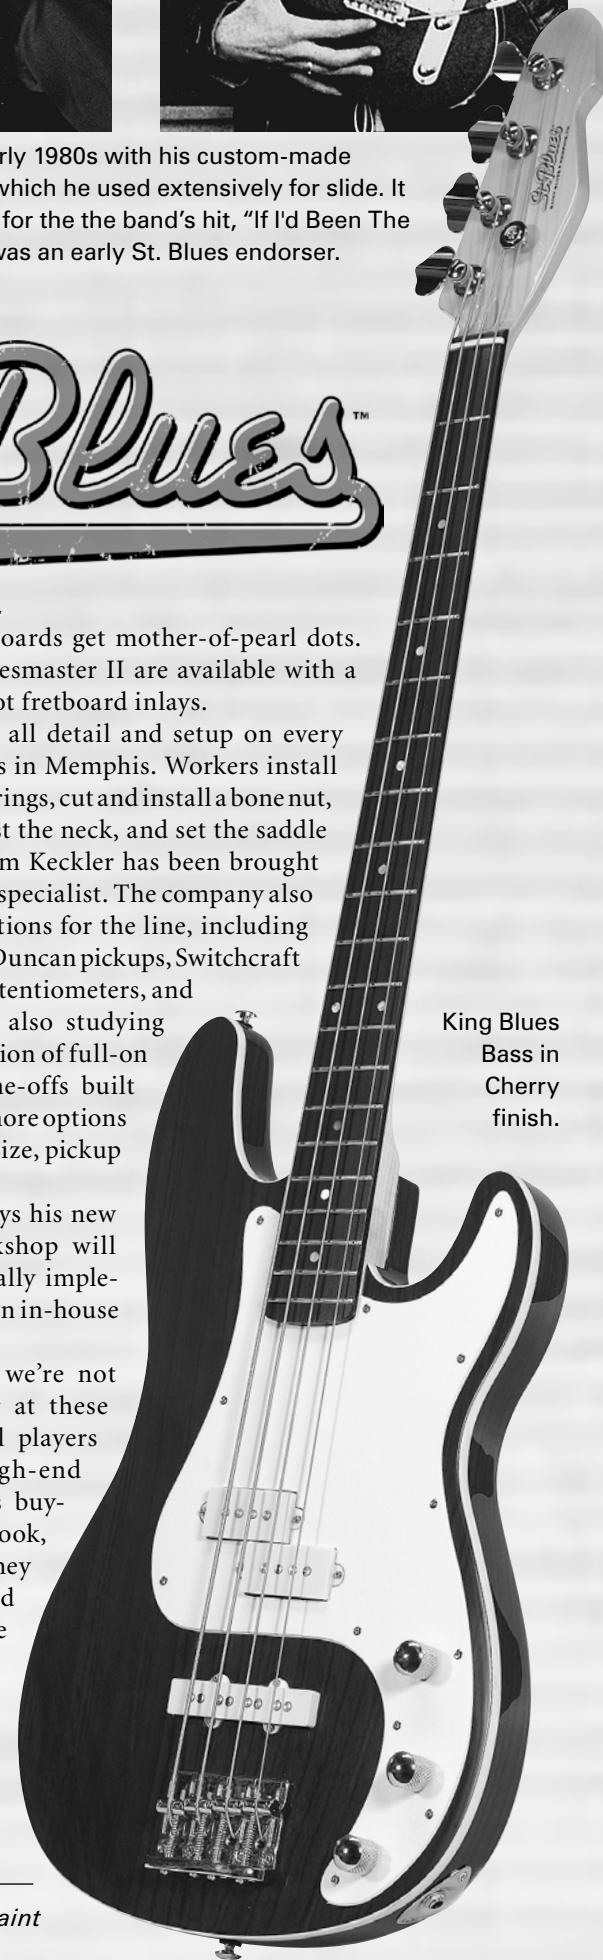 rly 1980s with his custom-made
which he used extensively for slide. It
for the the band's hit, “If I'd Been The
was an early St. Blues endorser.
St. Blues
Blues™
oards get mother-of-pearl dots.
esmaster II are available with a
ot fretboard inlays.
all detail and setup on every
s in Memphis. Workers install
rings, cut and install a bone nut,
st the neck, and set the saddle
m Keckler has been brought
specialist. The company also
tions for the line, including
Duncan pickups, Switchcraft
tentiometers, and
also studying
ion of full-on
ne-offs built
more options
ize, pickup
King Blues
Bass in
Cherry
finish.
ys his new
kshop will
ally imple-
n in-house
we’re not
at these
l players
gh-end
s buy-
ook,
hey
d
e
aint